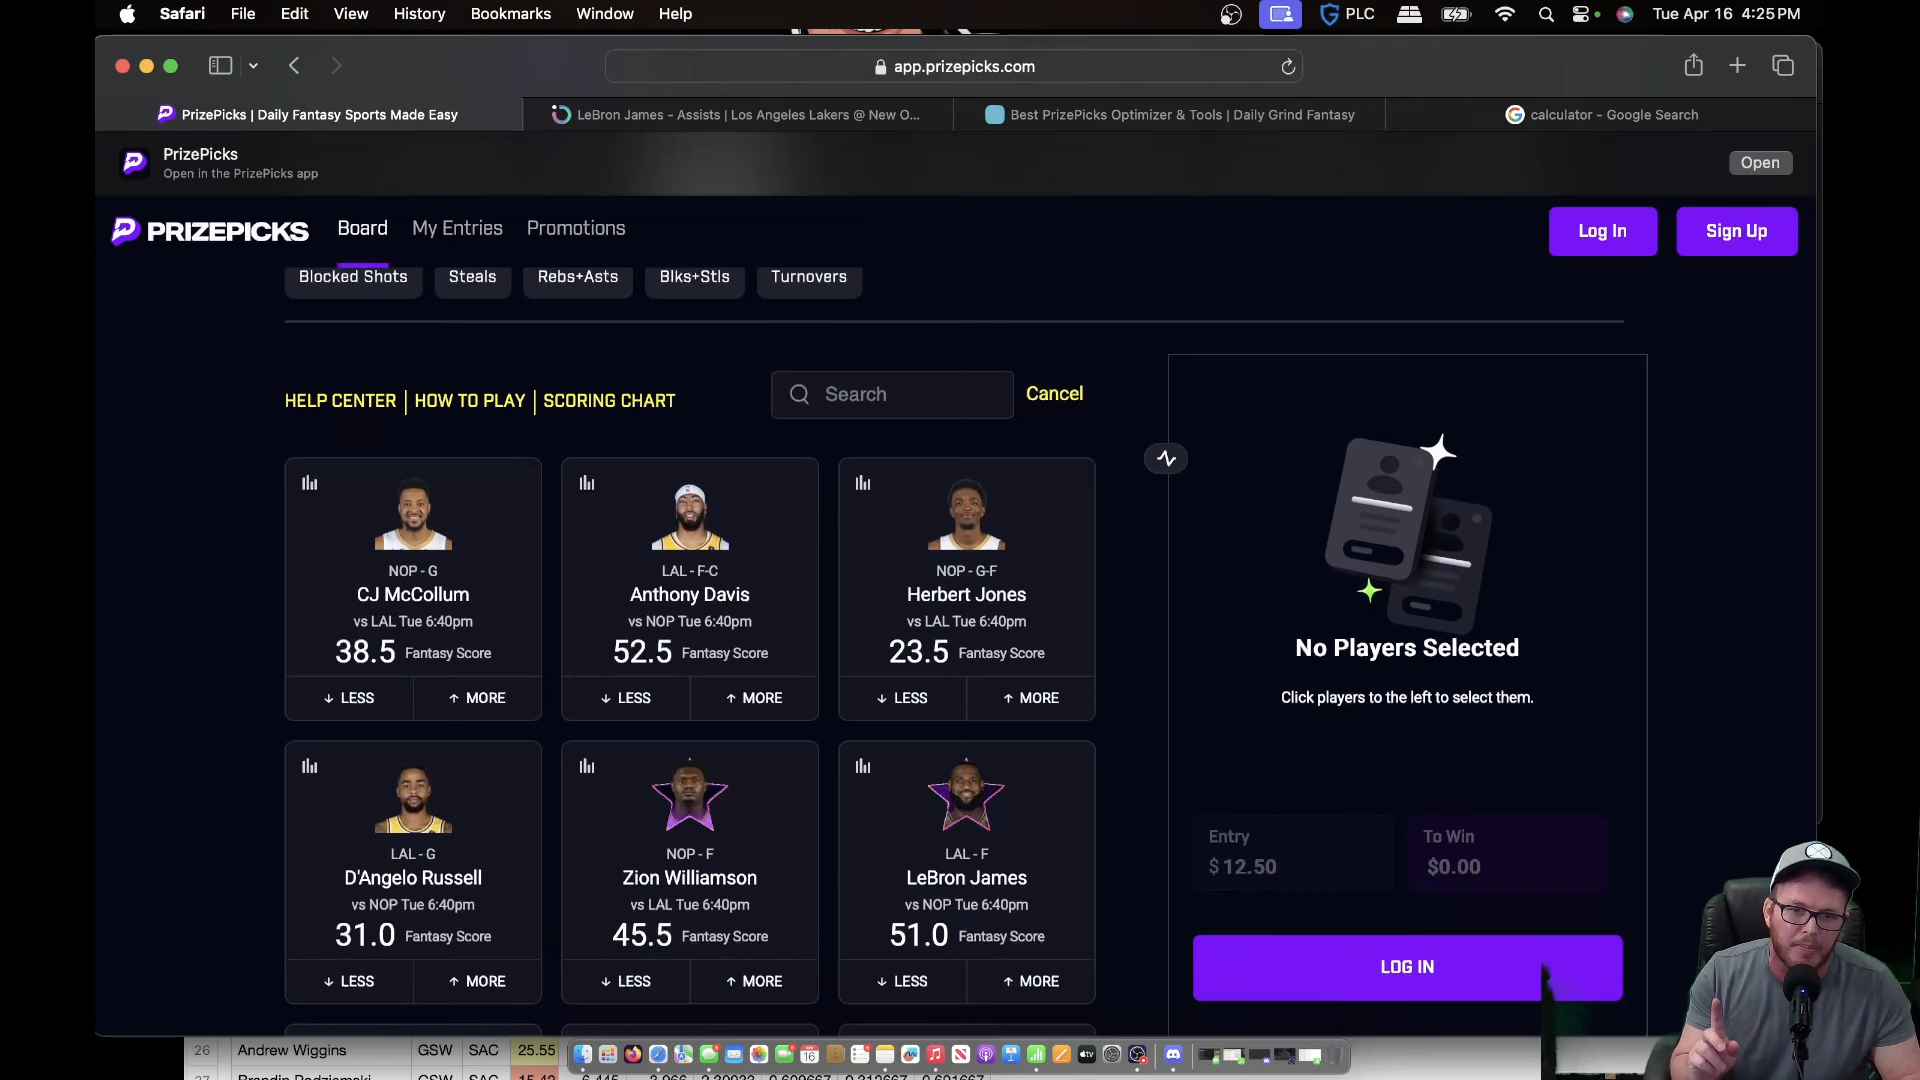 Safari File Edit View History Bookmarks Window Help PLC Tue Apr 16 4:25 PM
app.prizepicks.com
PrizePicks | Daily Fantasy Sports Made Easy
LeBron James - Assists | Los Angeles Lakers @ New O...
Best PrizePicks Optimizer & Tools | Daily Grind Fantasy
calculator - Google Search
PrizePicks
Open in the PrizePicks app
Open
PRIZEPICKS Board My Entries Promotions Log In Sign Up
Blocked Shots Steals Rebs+Asts Blks+Stls Turnovers
HELP CENTER | HOW TO PLAY | SCORING CHART Search Cancel
NOP - G
CJ McCollum
vs LAL Tue 6:40pm
38.5 Fantasy Score
LESS MORE
LAL - F-C
Anthony Davis
vs NOP Tue 6:40pm
52.5 Fantasy Score
LESS MORE
NOP - G-F
Herbert Jones
vs LAL Tue 6:40pm
23.5 Fantasy Score
LESS MORE
LAL - G
D'Angelo Russell
vs NOP Tue 6:40pm
31.0 Fantasy Score
LESS MORE
NOP - F
Zion Williamson
vs LAL Tue 6:40pm
45.5 Fantasy Score
LESS MORE
LAL - F
LeBron James
vs NOP Tue 6:40pm
51.0 Fantasy Score
LESS MORE
No Players Selected
Click players to the left to select them.
Entry
$ 12.50
To Win
$0.00
LOG IN
26 Andrew Wiggins GSW SAC 25.55